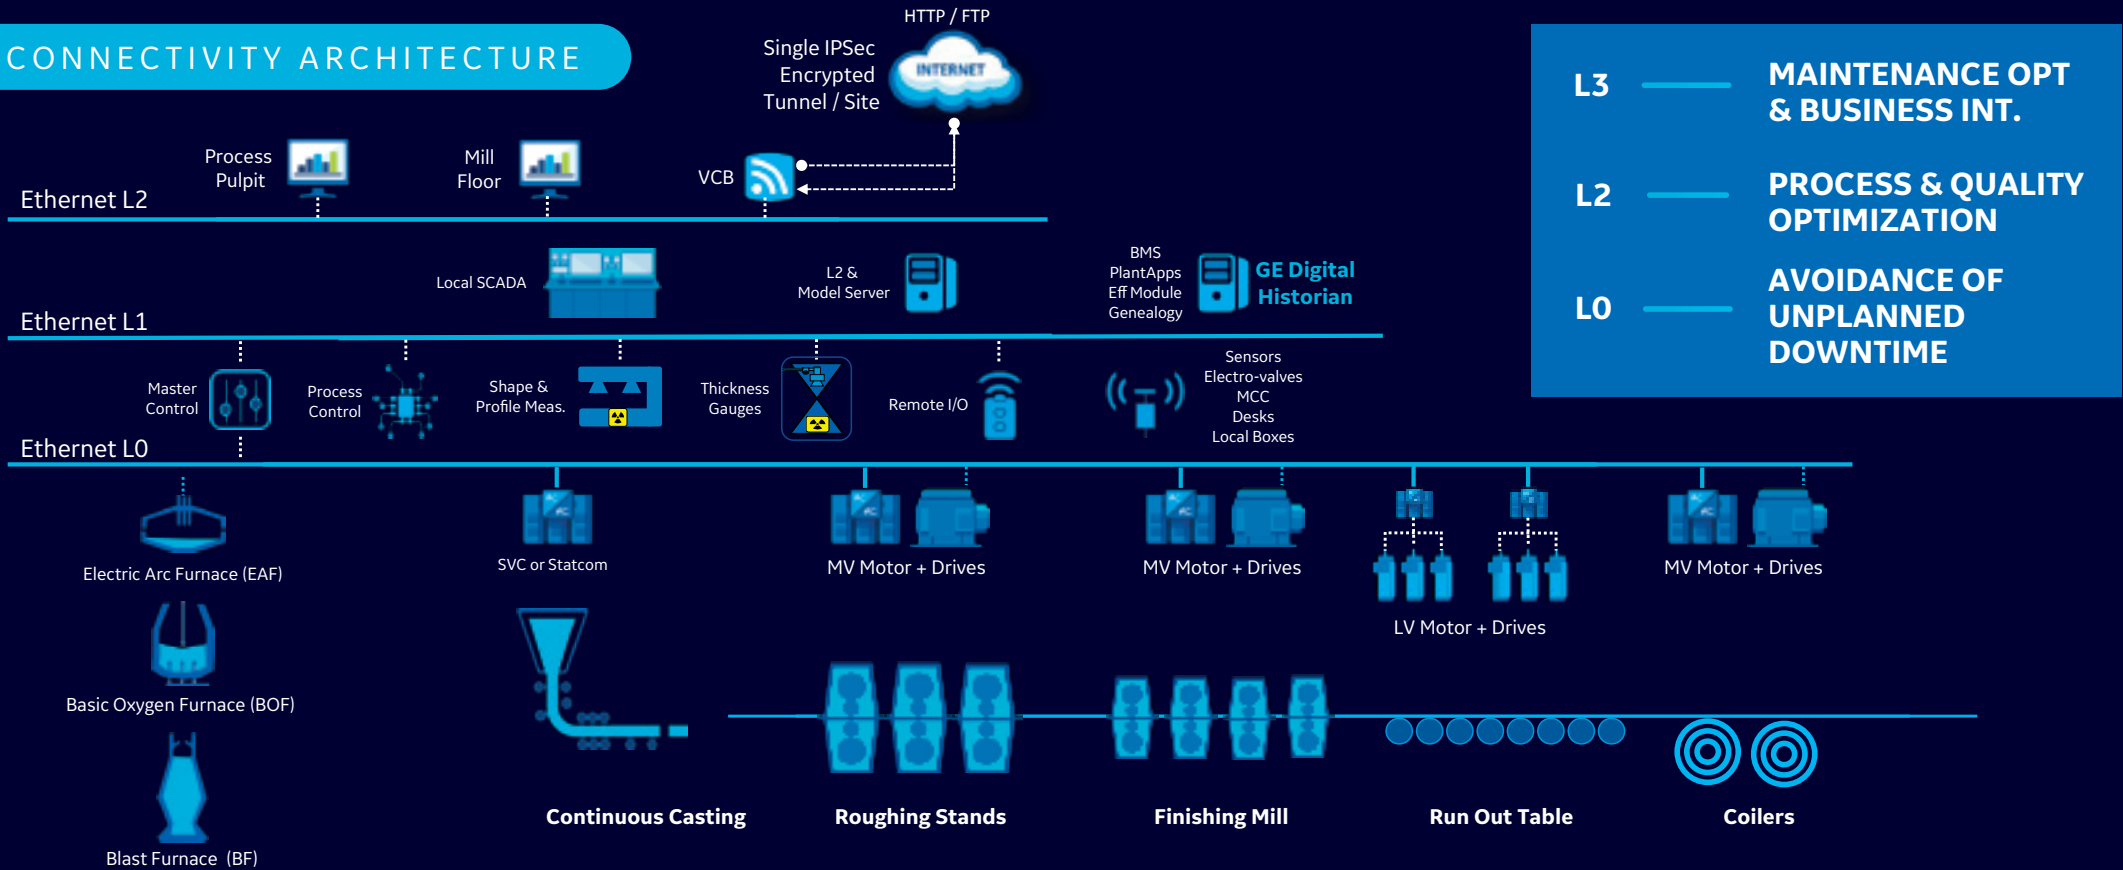 CONNECTIVITY ARCHITECTURE
HTTP / FTP
Single IPSec
Encrypted
Tunnel / Site
INTERNET
L3
MAINTENANCE OPT
& BUSINESS INT.
L2
PROCESS & QUALITY
OPTIMIZATION
L0
AVOIDANCE OF
UNPLANNED
DOWNTIME
Process
Pulpit
Mill
Floor
VCB
Ethernet L2
Local SCADA
L2 &
Model Server
BMS
PlantApps
Eff Module
Genealogy
GE Digital
Historian
Ethernet L1
Master
Control
Process
Control
Shape &
Profile Meas.
Thickness
Gauges
Remote I/O
Sensors
Electro-valves
MCC
Desks
Local Boxes
Ethernet L0
Electric Arc Furnace (EAF)
SVC or Statcom
MV Motor + Drives
MV Motor + Drives
LV Motor + Drives
MV Motor + Drives
Basic Oxygen Furnace (BOF)
Blast Furnace (BF)
Continuous Casting
Roughing Stands
Finishing Mill
Run Out Table
Coilers